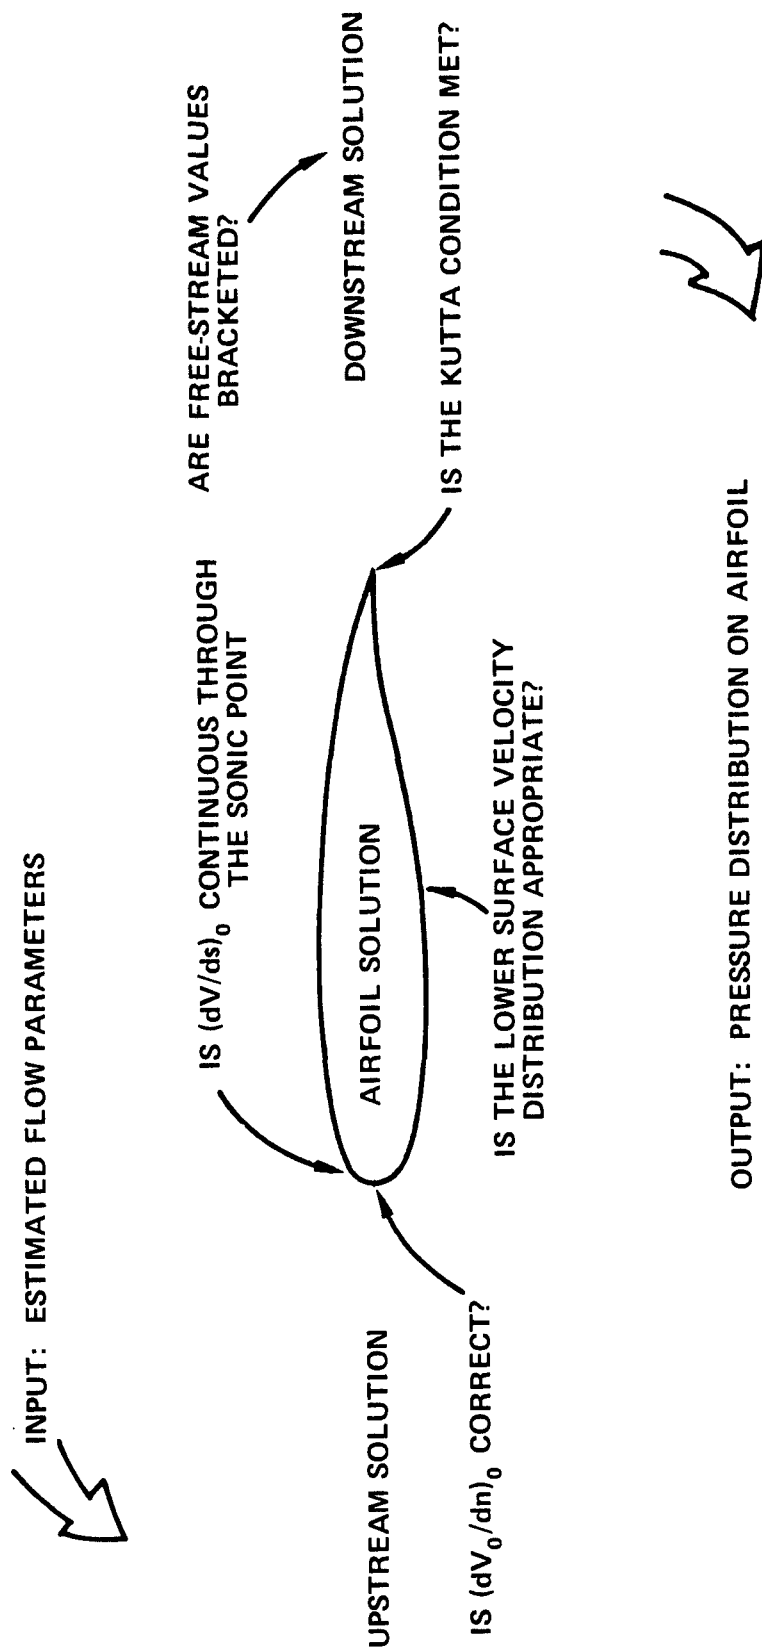 INPUT: ESTIMATED FLOW PARAMETERS
IS (dV/ds)₀ CONTINUOUS THROUGH
THE SONIC POINT
ARE FREE-STREAM VALUES
BRACKETED?
UPSTREAM SOLUTION
AIRFOIL SOLUTION
DOWNSTREAM SOLUTION
IS (dV₀/dn)₀ CORRECT?
IS THE LOWER SURFACE VELOCITY
DISTRIBUTION APPROPRIATE?
IS THE KUTTA CONDITION MET?
OUTPUT: PRESSURE DISTRIBUTION ON AIRFOIL